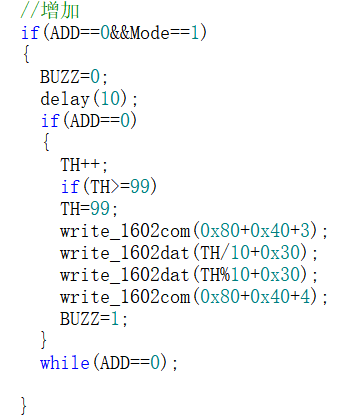 //增加
if(ADD==0&&Mode==1)
{
BUZZ=0;
delay(10);
if(ADD==0)
{
TH++;
if(TH>=99)
TH=99;
write_1602com(0x80+0x40+3);
write_1602dat(TH/10+0x30);
write_1602dat(TH%10+0x30);
write_1602com(0x80+0x40+4);
BUZZ=1;
}
while(ADD==0);
}